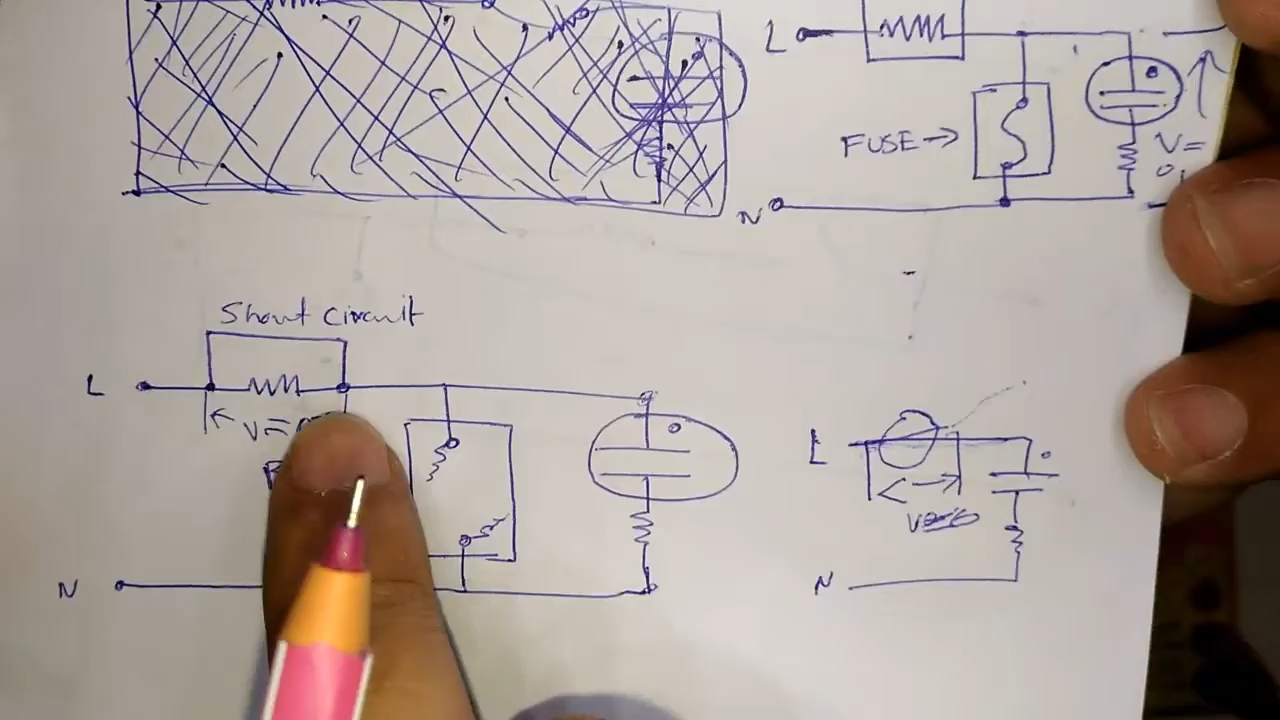 L
FUSE →
V=
N
Short circuit
L
V=
N
L
N